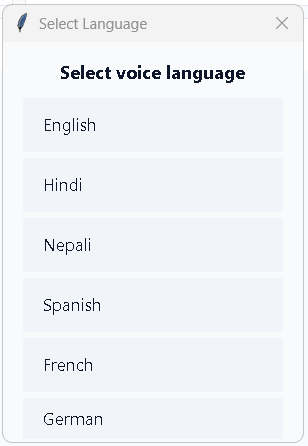 Select Language
Select voice language
English
Hindi
Nepali
Spanish
French
German